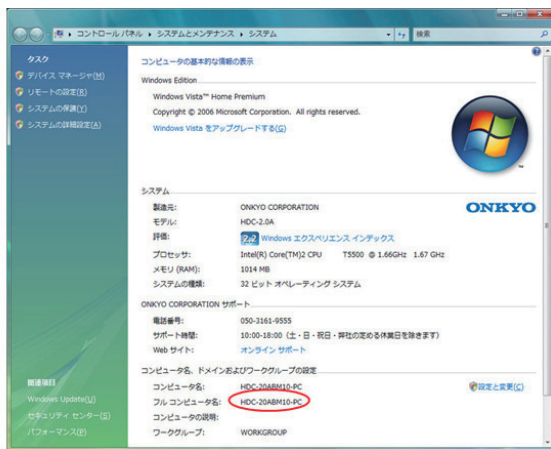 コントロール パネル ▸ システムとメンテナンス ▸ システム
検索
タスク
デバイス マネージャ(M)
リモートの設定(R)
システムの保護(Y)
システムの詳細設定(A)
関連項目
Windows Update(U)
セキュリティ センター(S)
パフォーマンス(P)
コンピュータの基本的な情報の表示
Windows Edition
Windows Vista™ Home Premium
Copyright © 2006 Microsoft Corporation. All rights reserved.
Windows Vista をアップグレードする(G)
システム
製造元: ONKYO CORPORATION
ONKYO
モデル: HDC-2.0A
評価: 2.2 Windows エクスペリエンス インデックス
プロセッサ: Intel(R) Core(TM)2 CPU T5500 @ 1.66GHz 1.67 GHz
メモリ (RAM): 1014 MB
システムの種類: 32 ビット オペレーティング システム
ONKYO CORPORATION サポート
電話番号: 050-3161-9555
サポート時間: 10:00-18:00（土・日・祝日・弊社の定める休業日を除きます）
Web サイト: オンライン サポート
コンピュータ名、ドメインおよびワークグループの設定
コンピュータ名: HDC-20ABM10-PC
設定と変更(C)
フル コンピュータ名: HDC-20ABM10-PC
コンピュータの説明:
ワークグループ: WORKGROUP